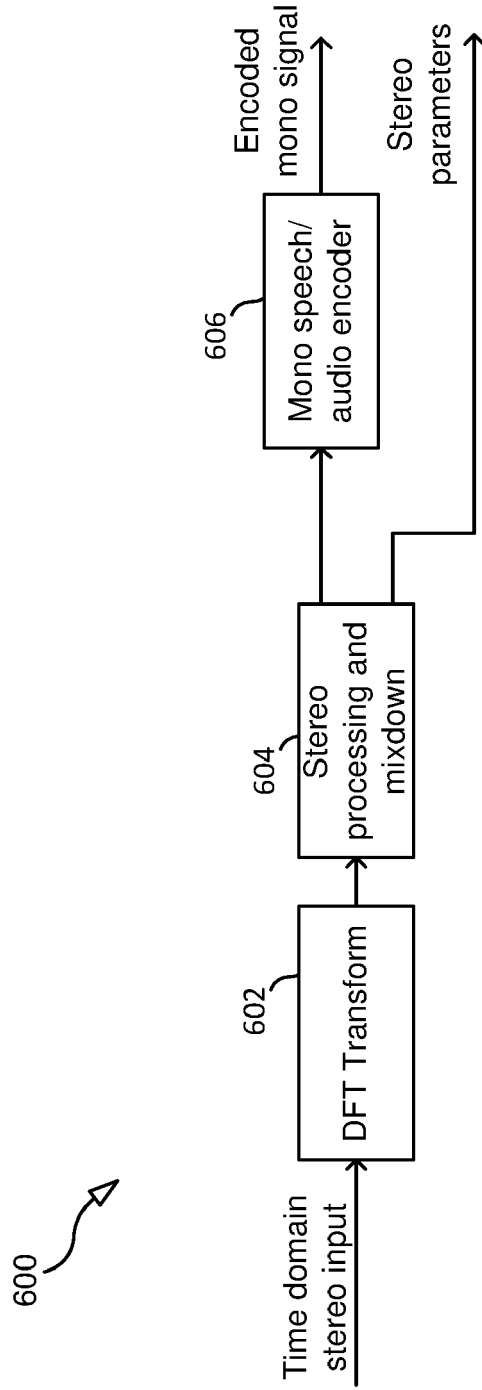 600
Time domain
stereo input
602
DFT Transform
604
Stereo
processing and
mixdown
606
Mono speech/
audio encoder
Encoded
mono signal
Stereo
parameters